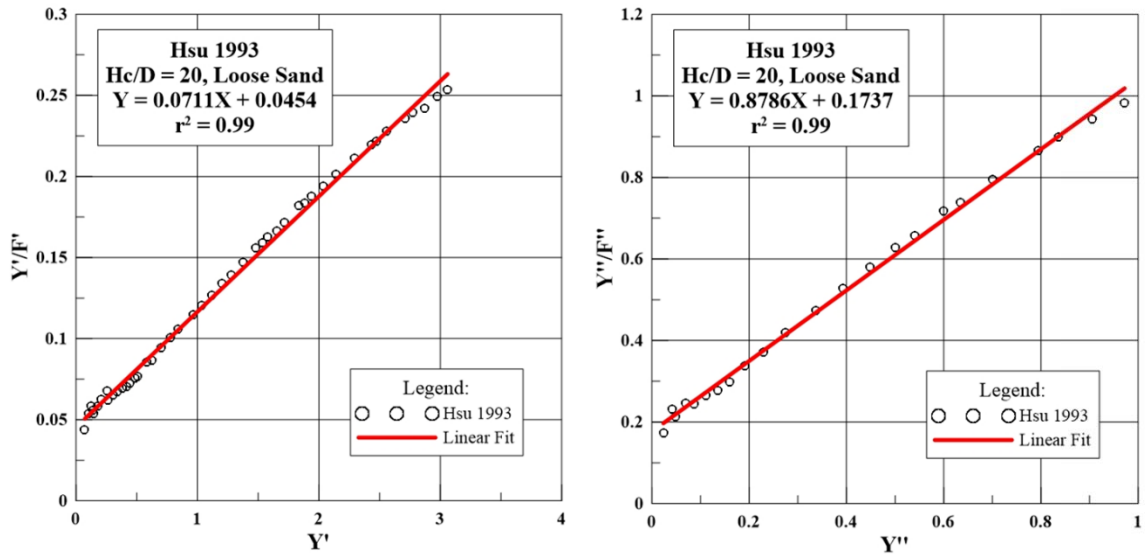 0.3
0.25
0.2
0.15
0.1
0.05
0
Y'/F'
Hsu 1993
Hc/D = 20, Loose Sand
Y = 0.0711X + 0.0454
r² = 0.99
Legend:
Hsu 1993
Linear Fit
0 1 2 3 4
Y'
1.2
1
0.8
0.6
0.4
0.2
0
Y''/F''
Hsu 1993
Hc/D = 20, Loose Sand
Y = 0.8786X + 0.1737
r² = 0.99
Legend:
Hsu 1993
Linear Fit
0 0.2 0.4 0.6 0.8 1
Y''